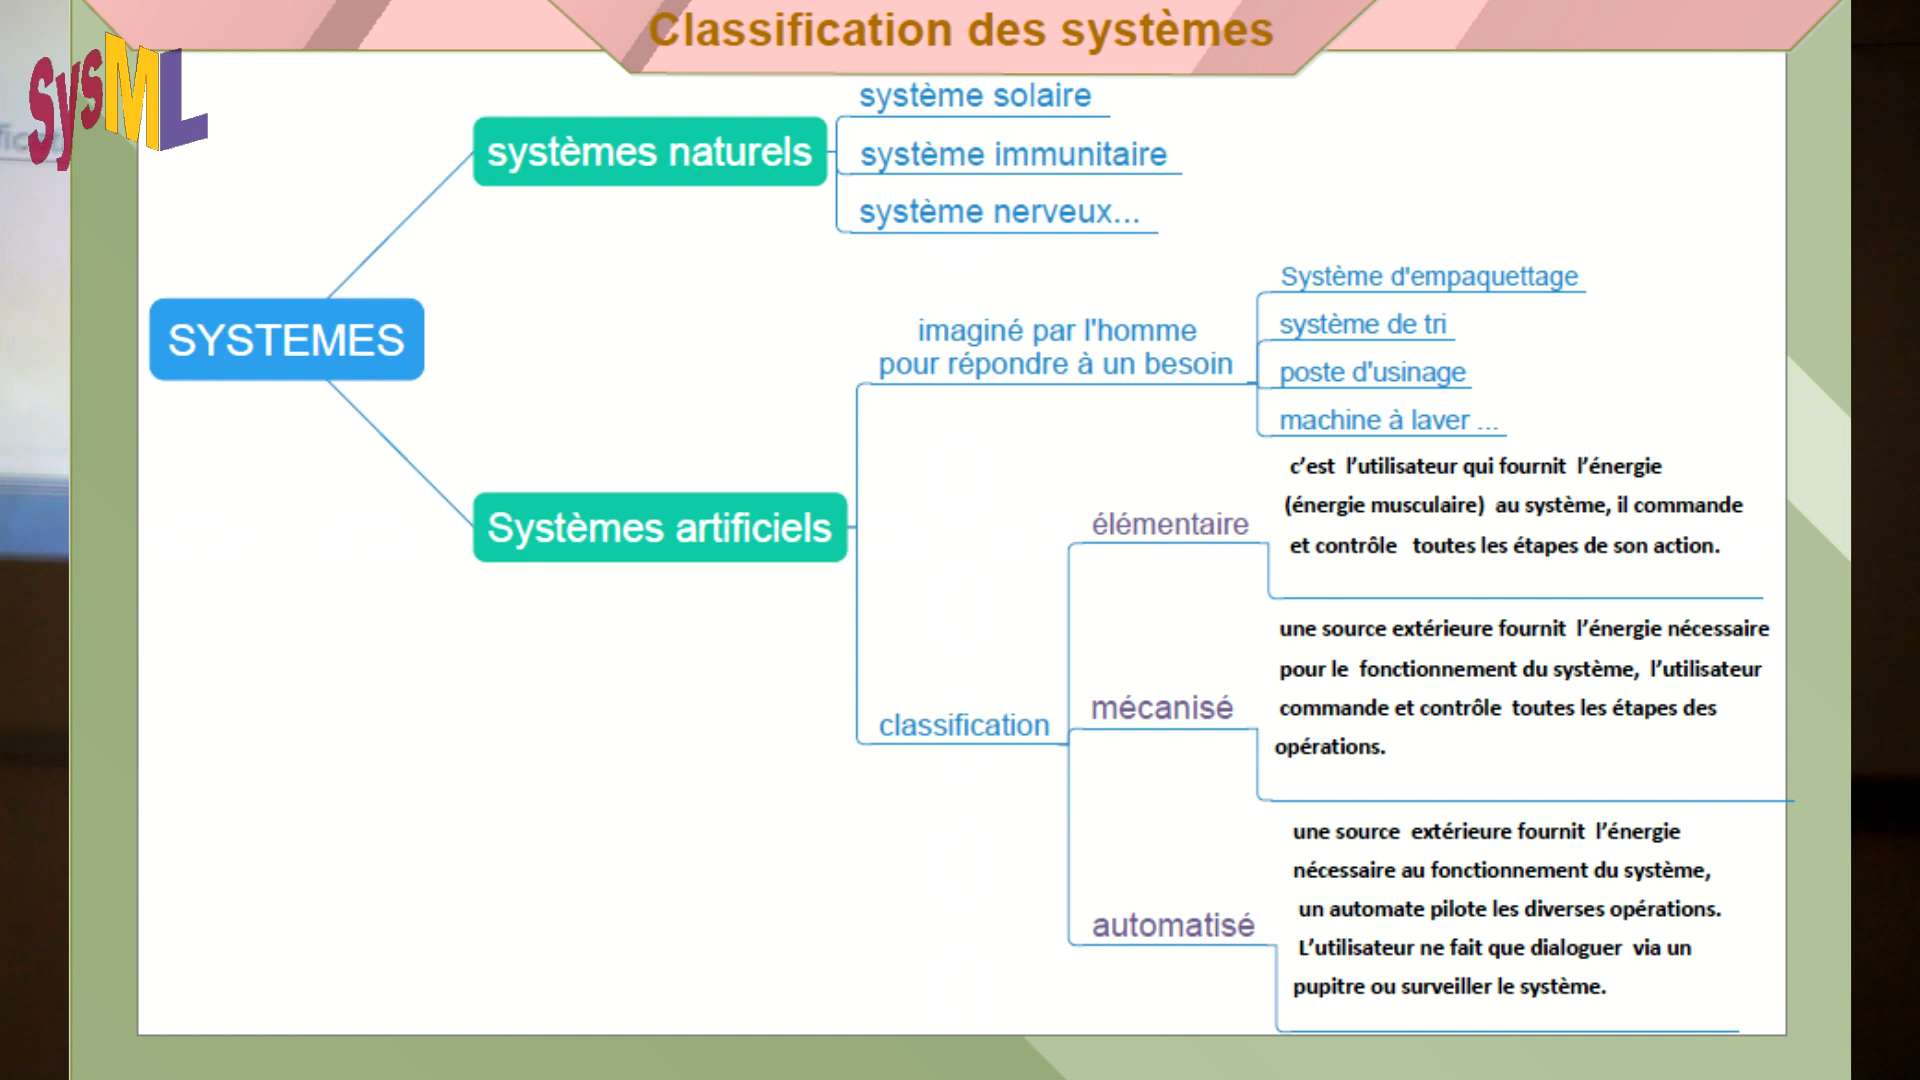 Classification des systèmes
SysML
fic
système solaire
systèmes naturels
système immunitaire
système nerveux...
SYSTEMES
Système d'empaquettage
système de tri
imaginé par l'homme
pour répondre à un besoin
poste d'usinage
machine à laver ...
Systèmes artificiels
élémentaire
c’est l’utilisateur qui fournit l’énergie
(énergie musculaire) au système, il commande
et contrôle toutes les étapes de son action.
classification
mécanisé
une source extérieure fournit l’énergie nécessaire
pour le fonctionnement du système, l’utilisateur
commande et contrôle toutes les étapes des
opérations.
automatisé
une source extérieure fournit l’énergie
nécessaire au fonctionnement du système,
un automate pilote les diverses opérations.
L’utilisateur ne fait que dialoguer via un
pupitre ou surveiller le système.